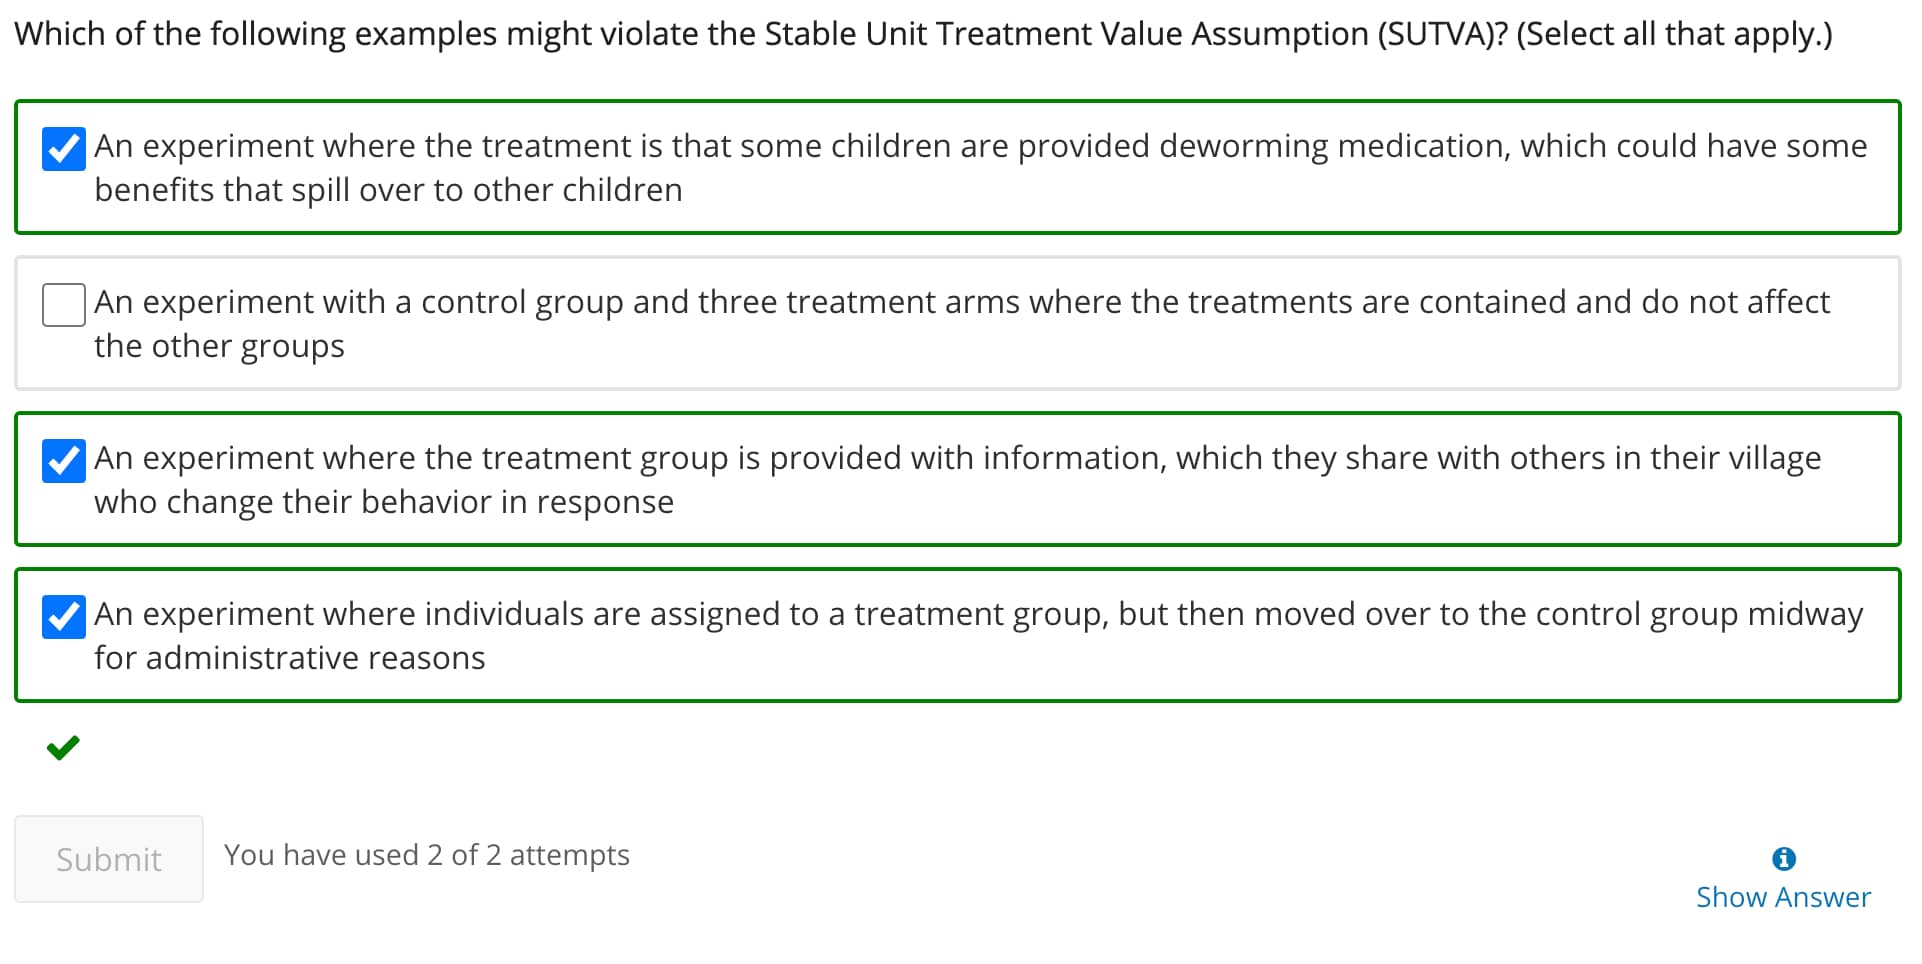 Which of the following examples might violate the Stable Unit Treatment Value Assumption (SUTVA)? (Select all that apply.)
An experiment where the treatment is that some children are provided deworming medication, which could have some
benefits that spill over to other children
An experiment with a control group and three treatment arms where the treatments are contained and do not affect
the other groups
An experiment where the treatment group is provided with information, which they share with others in their village
who change their behavior in response
An experiment where individuals are assigned to a treatment group, but then moved over to the control group midway
for administrative reasons
Submit
You have used 2 of 2 attempts
Show Answer